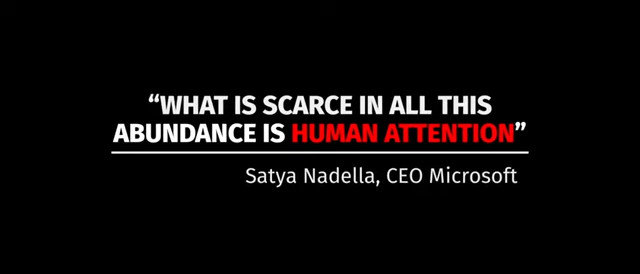 “WHAT IS SCARCE IN ALL THIS
ABUNDANCE IS HUMAN ATTENTION”
Satya Nadella, CEO Microsoft